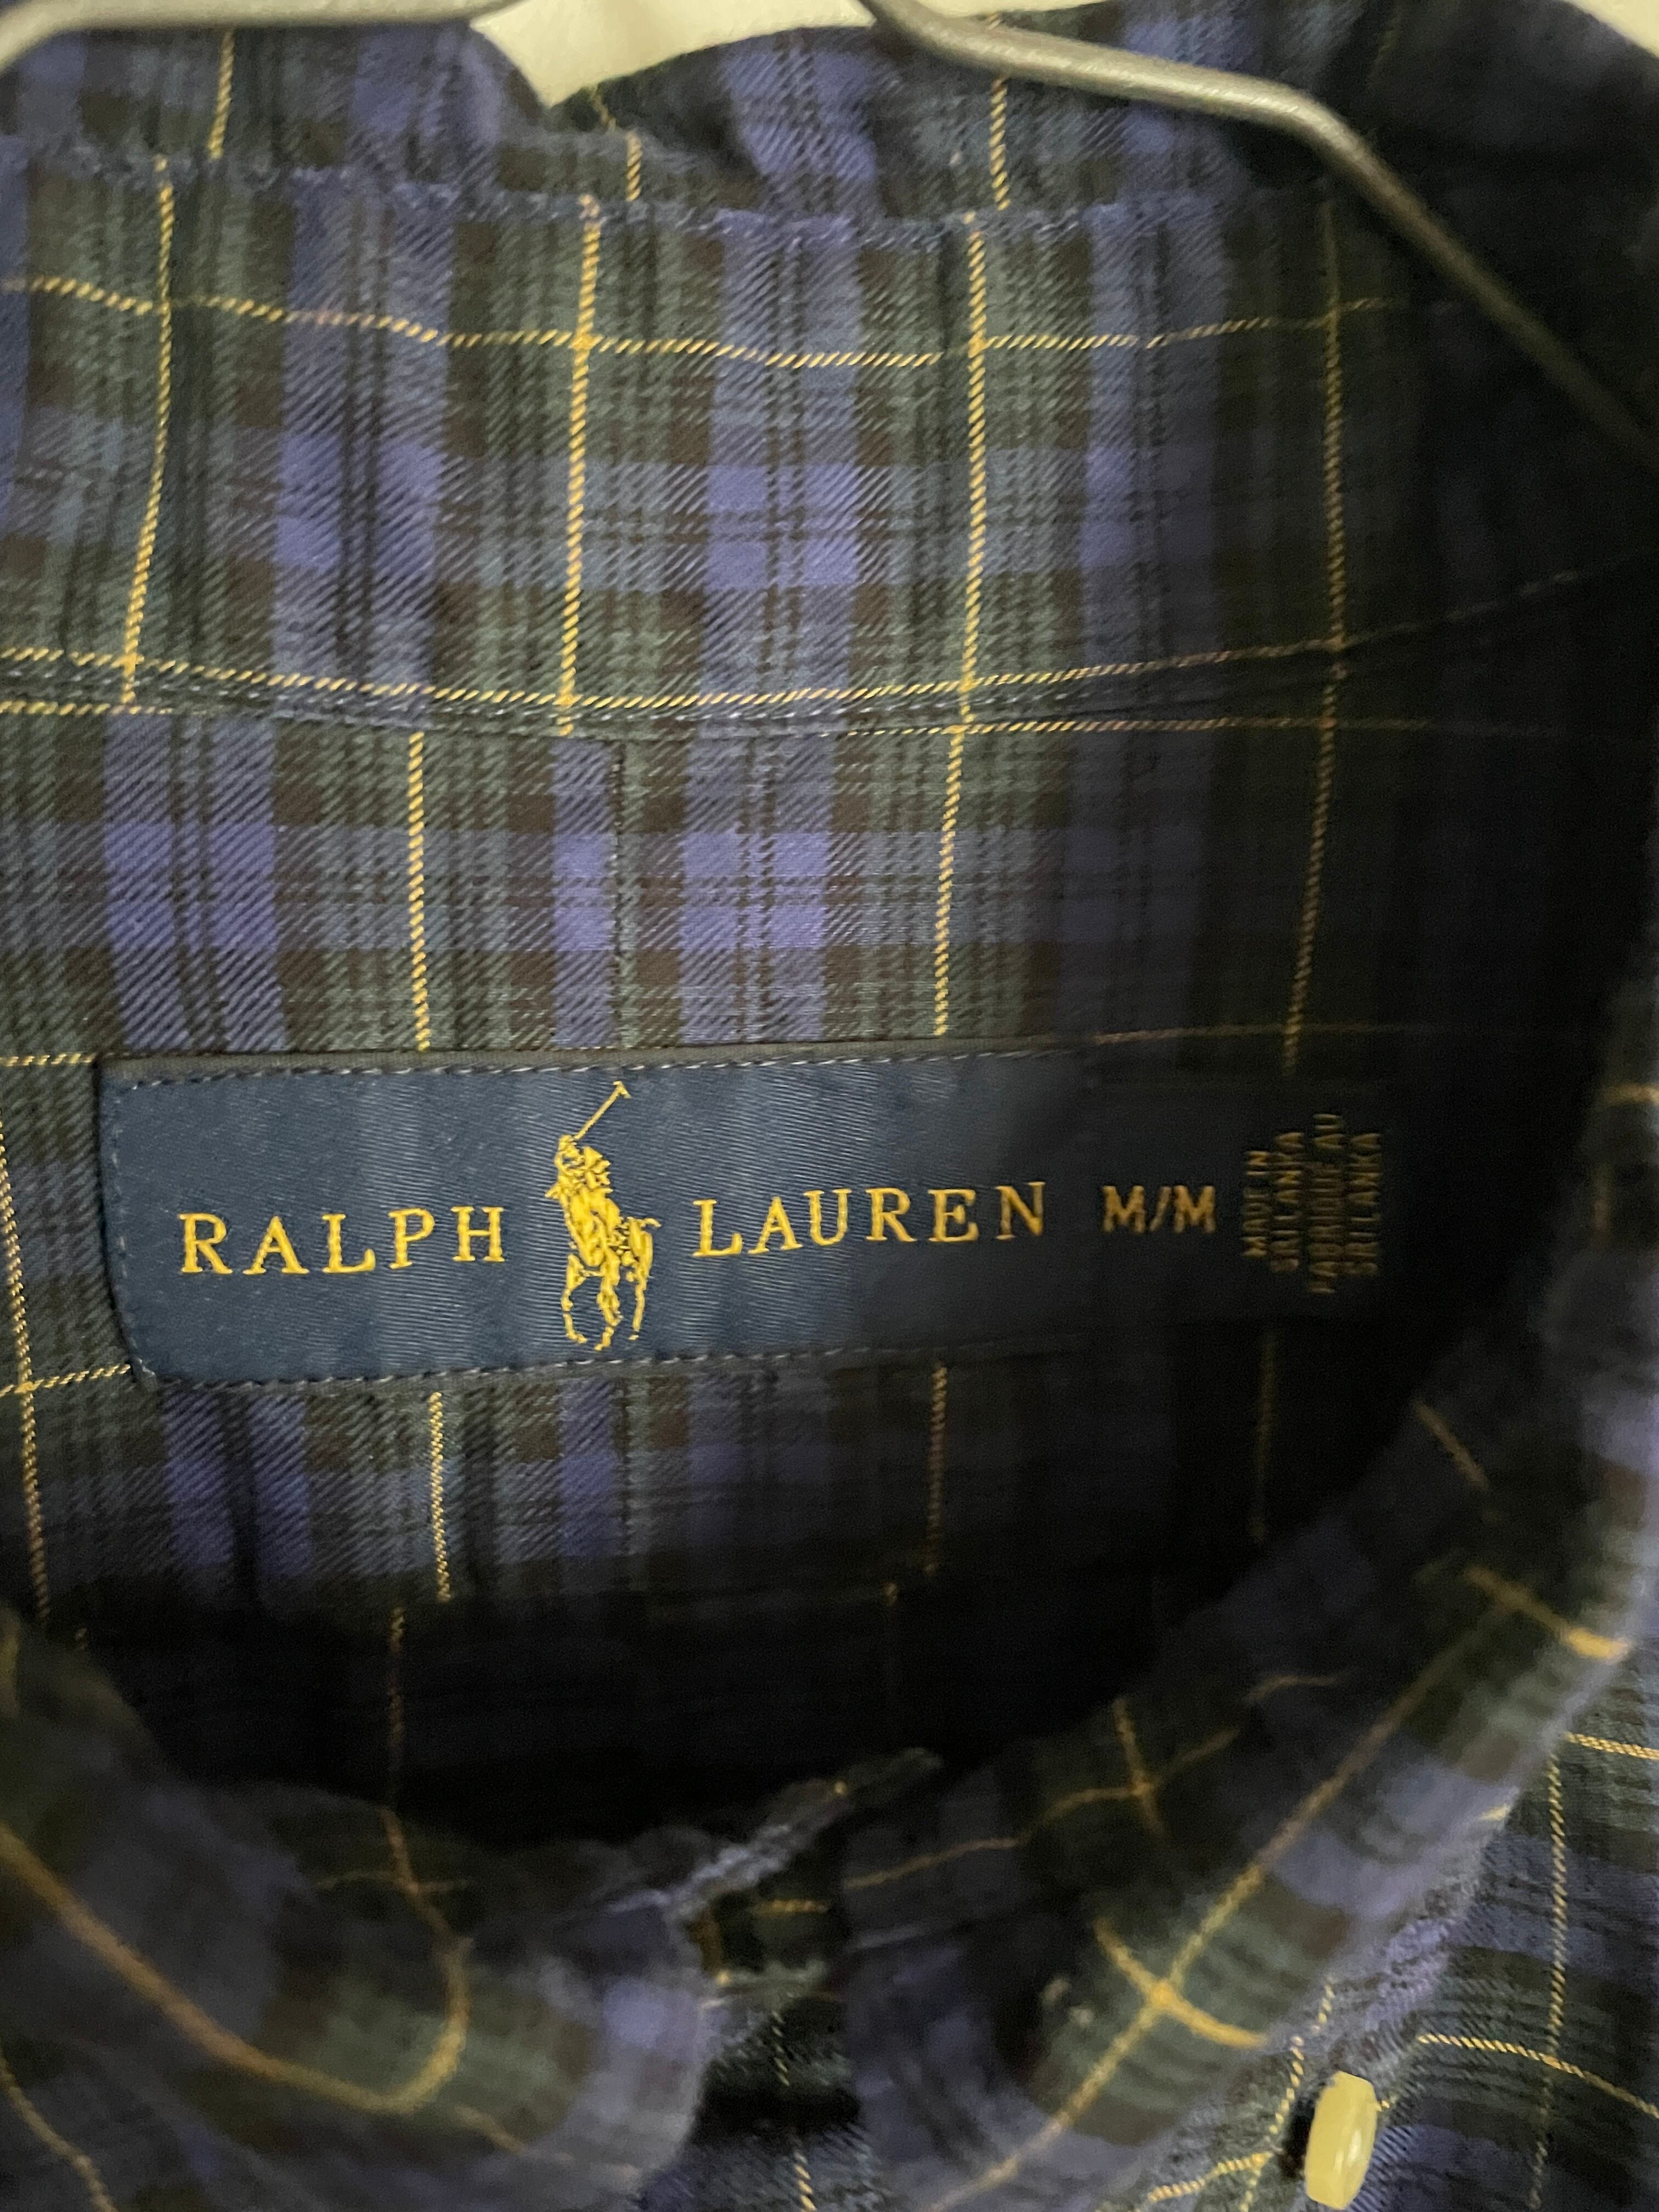 RALPH LAUREN M/M
MADE IN
SRI LANKA
FABRIQUÉ AU
SRI LANKA